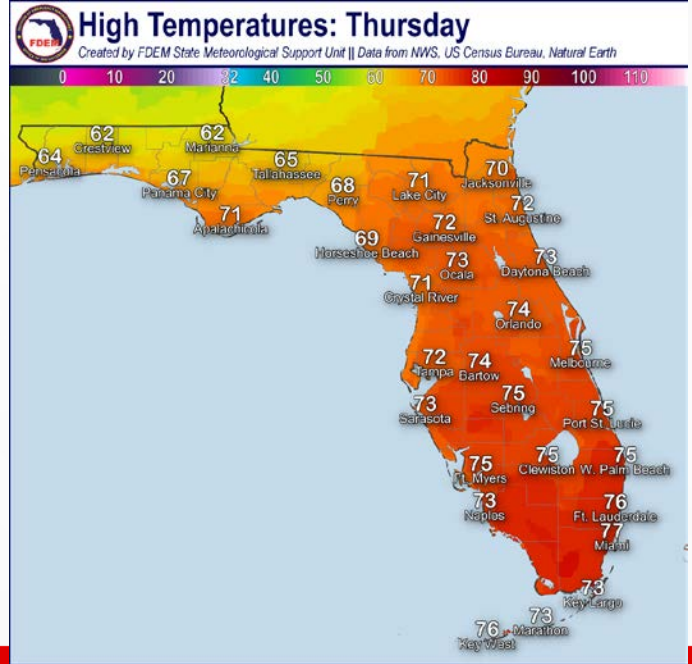 FDEM
High Temperatures: Thursday
Created by FDEM State Meteorological Support Unit || Data from NWS, US Census Bureau, Natural Earth
0 10 20 32 40 50 60 70 80 90 100 110
62
Crestview
62
Marianna
64
Pensacola
65
Tallahassee
67
Panama City
68
Perry
71
Lake City
70
Jacksonville
71
Apalachicola
72
St. Augustine
69
Horseshoe Beach
72
Gainesville
73
Ocala
73
Daytona Beach
71
Crystal River
74
Orlando
72
Tampa
74
Bartow
75
Melbourne
73
Sarasota
75
Sebring
75
Port St. Lucie
75
Ft. Myers
75
Clewiston
75
W. Palm Beach
73
Naples
76
Ft. Lauderdale
77
Miami
73
Key Largo
73
Marathon
76
Key West